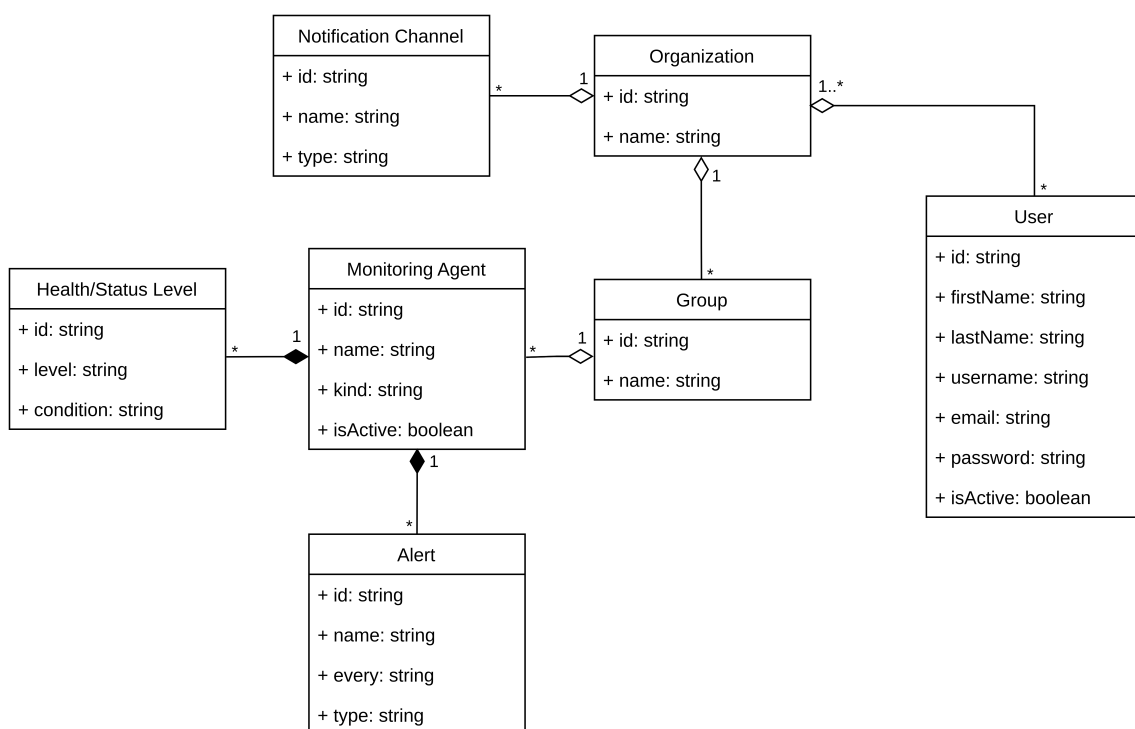 Notification Channel
+ id: string
+ name: string
+ type: string
*
1
Organization
+ id: string
+ name: string
1..*
*
1
*
User
+ id: string
+ firstName: string
+ lastName: string
+ username: string
+ email: string
+ password: string
+ isActive: boolean
Health/Status Level
+ id: string
+ level: string
+ condition: string
*
1
Monitoring Agent
+ id: string
+ name: string
+ kind: string
+ isActive: boolean
*
1
Group
+ id: string
+ name: string
1
*
Alert
+ id: string
+ name: string
+ every: string
+ type: string